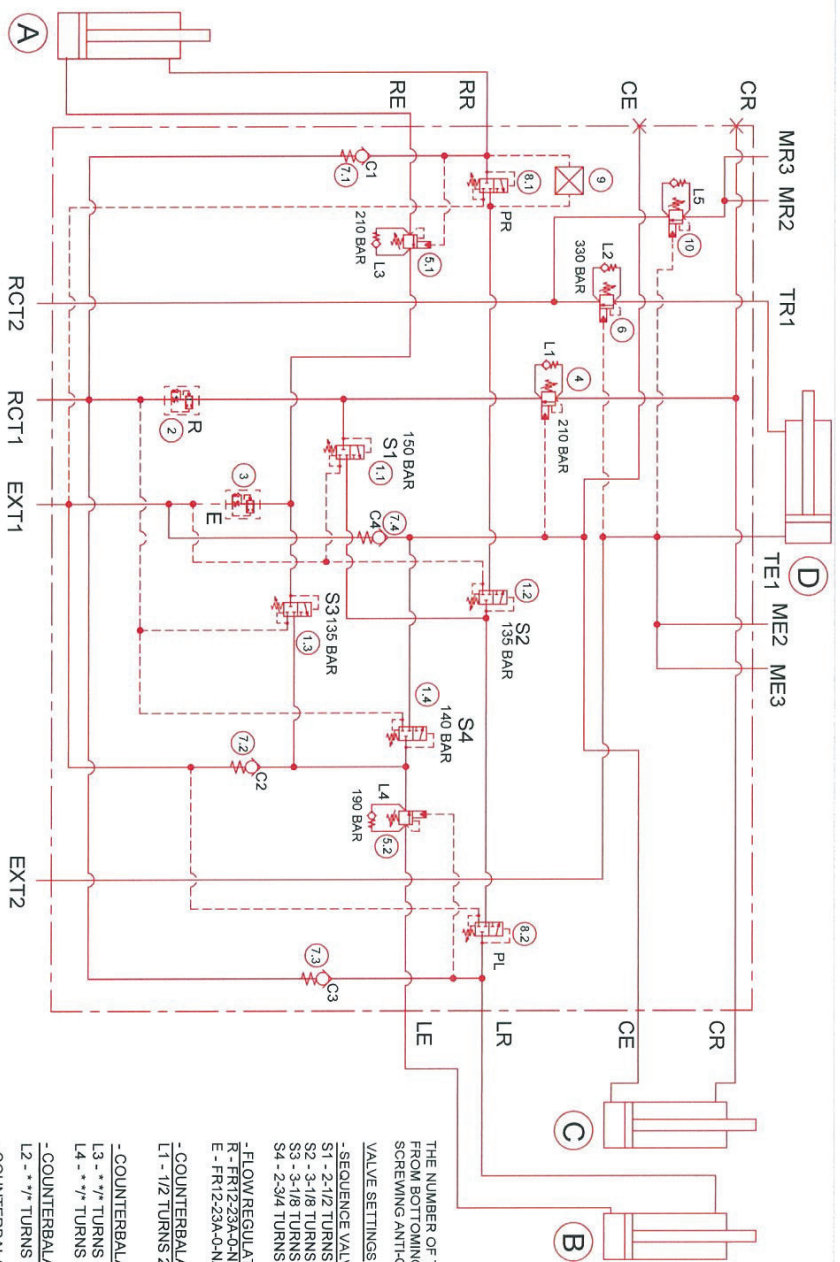 CR
CE
MR3
MR2
TR1
D
TE1
ME2
ME3
A
RE
RR
CE
CR
L5
10
L2
330 BAR
6
L1
4
210 BAR
9
8.1
PR
C1
7.1
210 BAR
L3
5.1
150 BAR
S1
1.1
R
2
3
E
C4
7.4
1.2
S2
135 BAR
S3
135 BAR
1.3
1.4
S4
140 BAR
7.2
C2
L4
190 BAR
5.2
8.2
PL
7.3
C3
RCT2
RCT1
EXT1
EXT2
LE
LR
C
B
THE NUMBER OF
FROM BOTTOMING
SCREWING
VALVE SETTINGS
- SEQUENCE VALV
S1 - 2-1/2 TURNS
S2 - 3-1/8 TURNS
S3 - 3-1/8 TURNS
S4 - 2-3/4 TURNS
- FLOW REGULAT
R - FR12-23A-0-N
E - FR12-23A-0-N
- COUNTERBALA
L1 - 1/2 TURNS 2
- COUNTERBALA
L3 - **/* TURNS
L4 - **/* TURNS
- COUNTERBALA
L2 - **/* TURNS